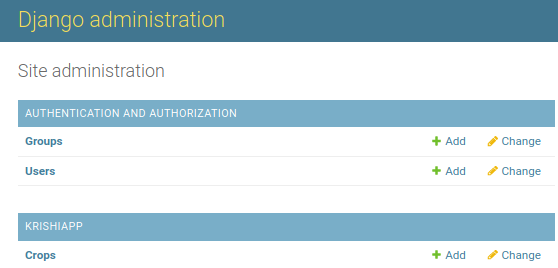 Django administration
Site administration
AUTHENTICATION AND AUTHORIZATION
Groups Add Change
Users Add Change
KRISHIAPP
Crops Add Change